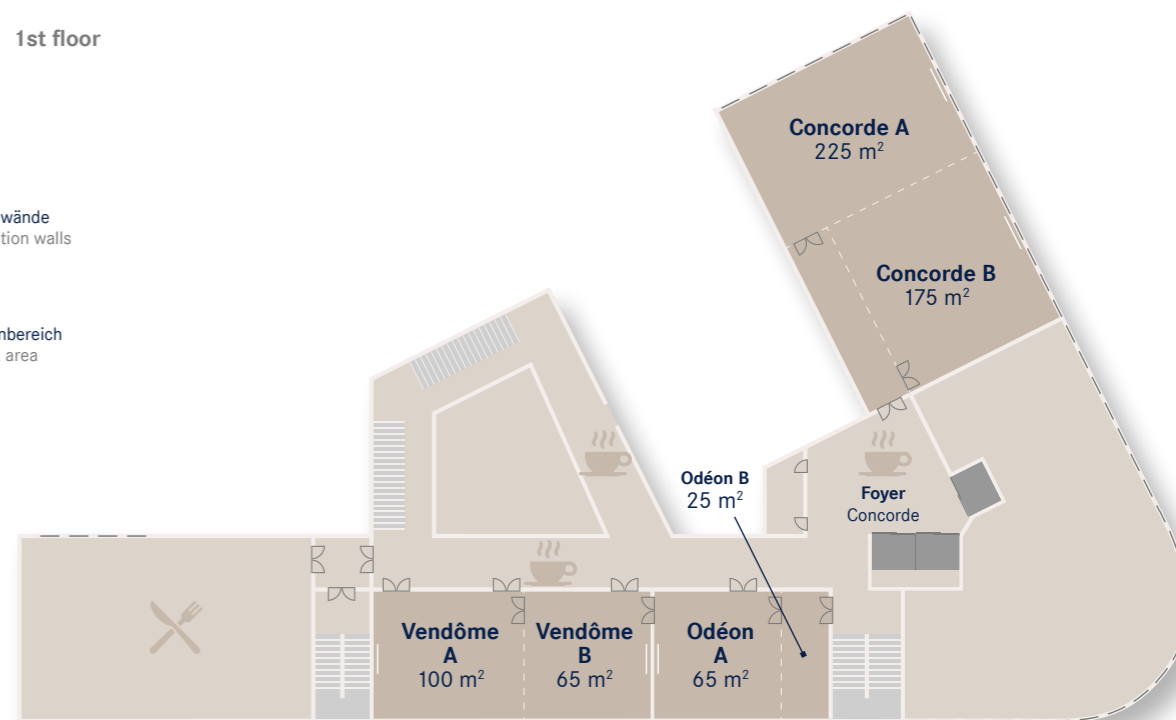 1st floor
Concorde A
225 m²
wände
tion walls
Concorde B
175 m²
nbereich
area
Odéon B
25 m²
Foyer
Concorde
Vendôme
A
100 m²
Vendôme
B
65 m²
Odéon
A
65 m²